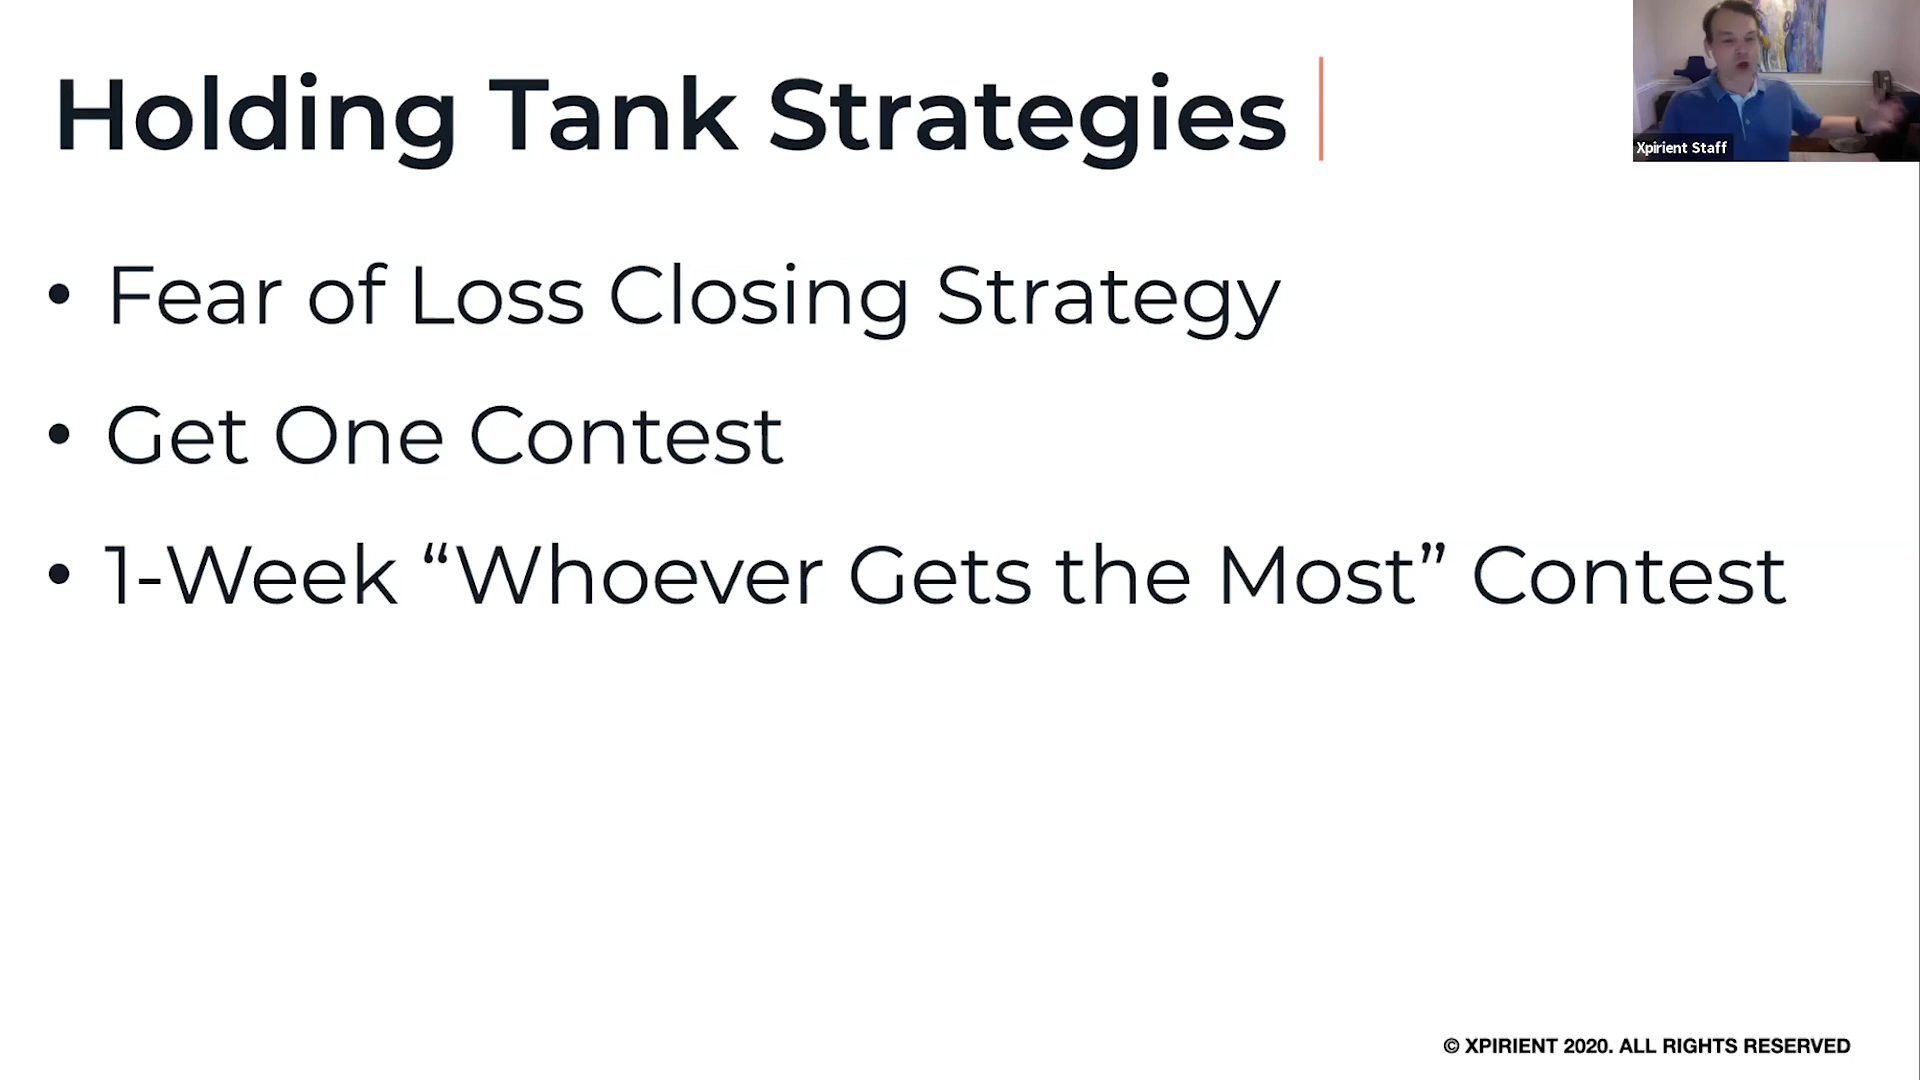 Holding Tank Strategies
Xpirient Staff
• Fear of Loss Closing Strategy
• Get One Contest
• 1-Week “Whoever Gets the Most” Contest
© XPIRIENT 2020. ALL RIGHTS RESERVED